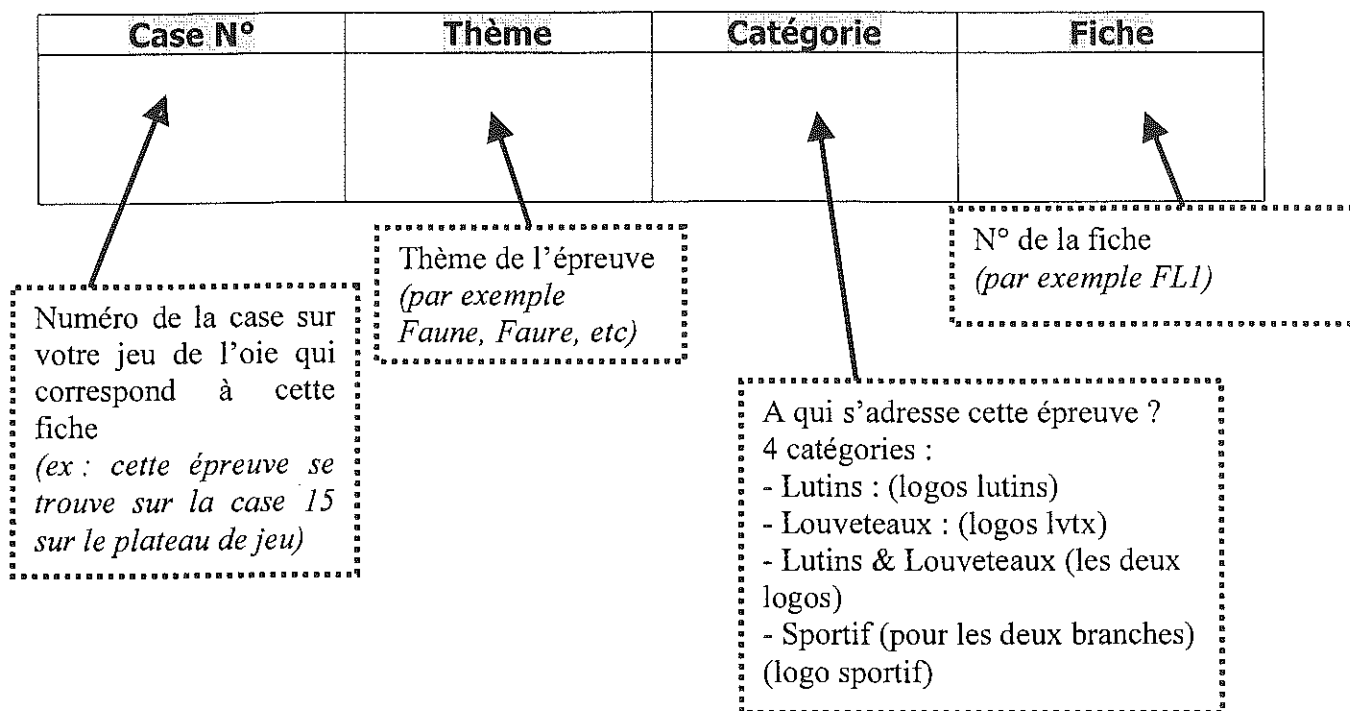 Case N° Thème Catégorie Fiche
Thème de l'épreuve
(par exemple
Faune, Faure, etc)
N° de la fiche
(par exemple FL1)
Numéro de la case sur
votre jeu de l'oie qui
correspond à cette
fiche
(ex : cette épreuve se
trouve sur la case 15
sur le plateau de jeu)
A qui s'adresse cette épreuve ?
4 catégories :
- Lutins : (logos lutins)
- Louveteaux : (logos lvtx)
- Lutins & Louveteaux (les deux
logos)
- Sportif (pour les deux branches)
(logo sportif)